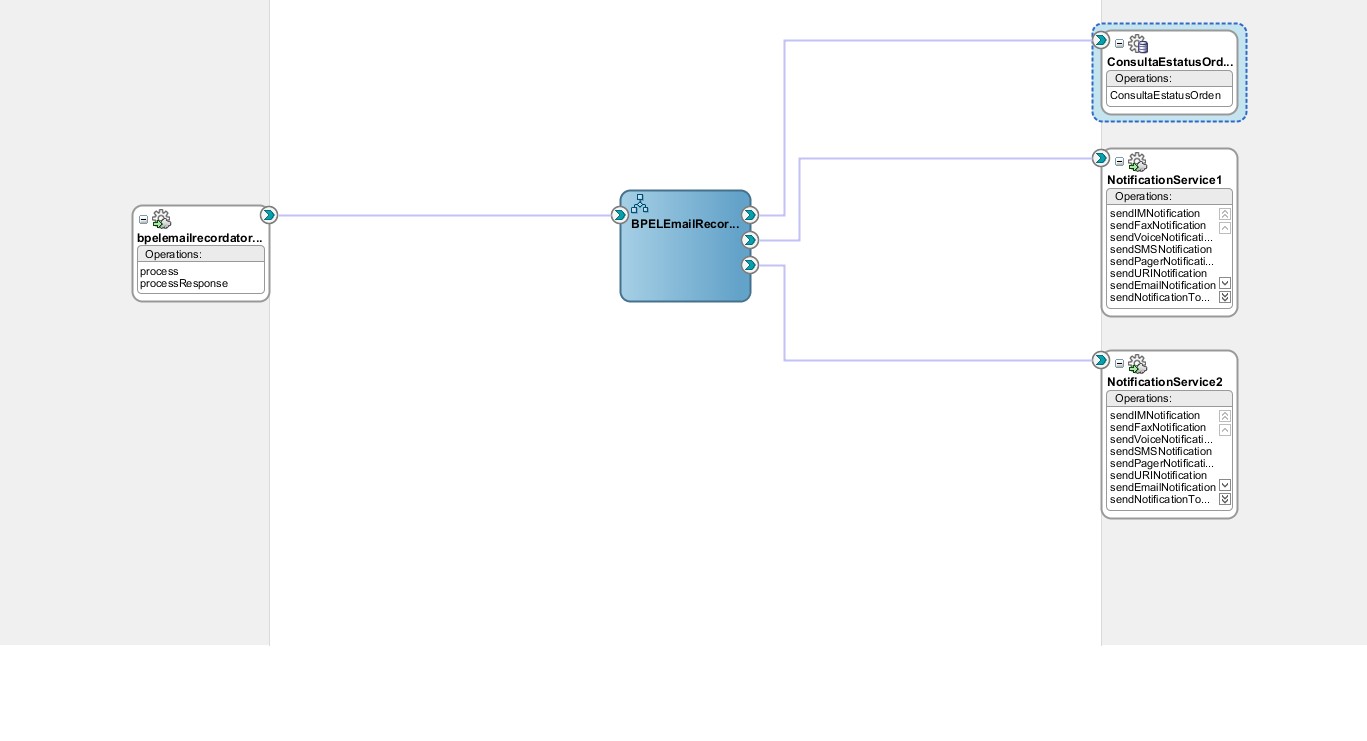 bpelemailrecordator...
Operations:
process
processResponse
BPELEmailRecor...
ConsultaEstatusOrd...
Operations:
ConsultaEstatusOrden
NotificationService1
Operations:
sendIMNotification
sendFaxNotification
sendVoiceNotificati...
sendSMSNotification
sendPagerNotificati...
sendURINotification
sendEmailNotification
sendNotificationTo...
NotificationService2
Operations:
sendIMNotification
sendFaxNotification
sendVoiceNotificati...
sendSMSNotification
sendPagerNotificati...
sendURINotification
sendEmailNotification
sendNotificationTo...